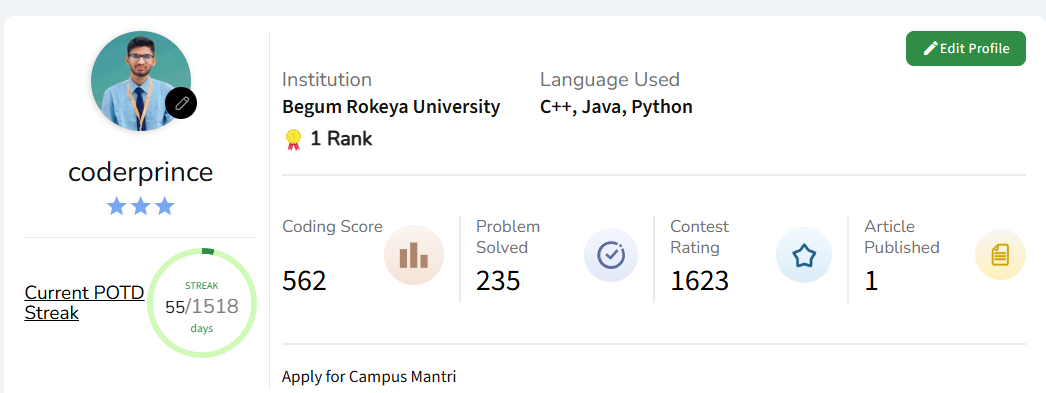 Edit Profile
Institution
Begum Rokeya University
1 Rank
Language Used
C++, Java, Python
coderprince
Current POTD
Streak
STREAK
55/1518
days
Coding Score
562
Problem
Solved
235
Contest
Rating
1623
Article
Published
1
Apply for Campus Mantri